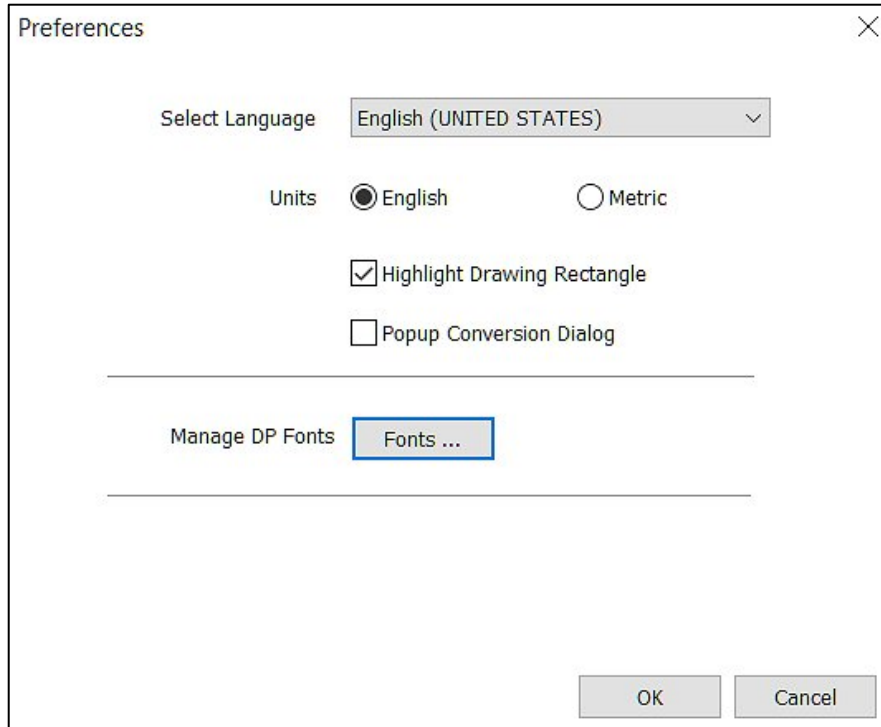 Preferences
Select Language English (UNITED STATES)
Units English Metric
Highlight Drawing Rectangle
Popup Conversion Dialog
Manage DP Fonts Fonts ...
OK Cancel